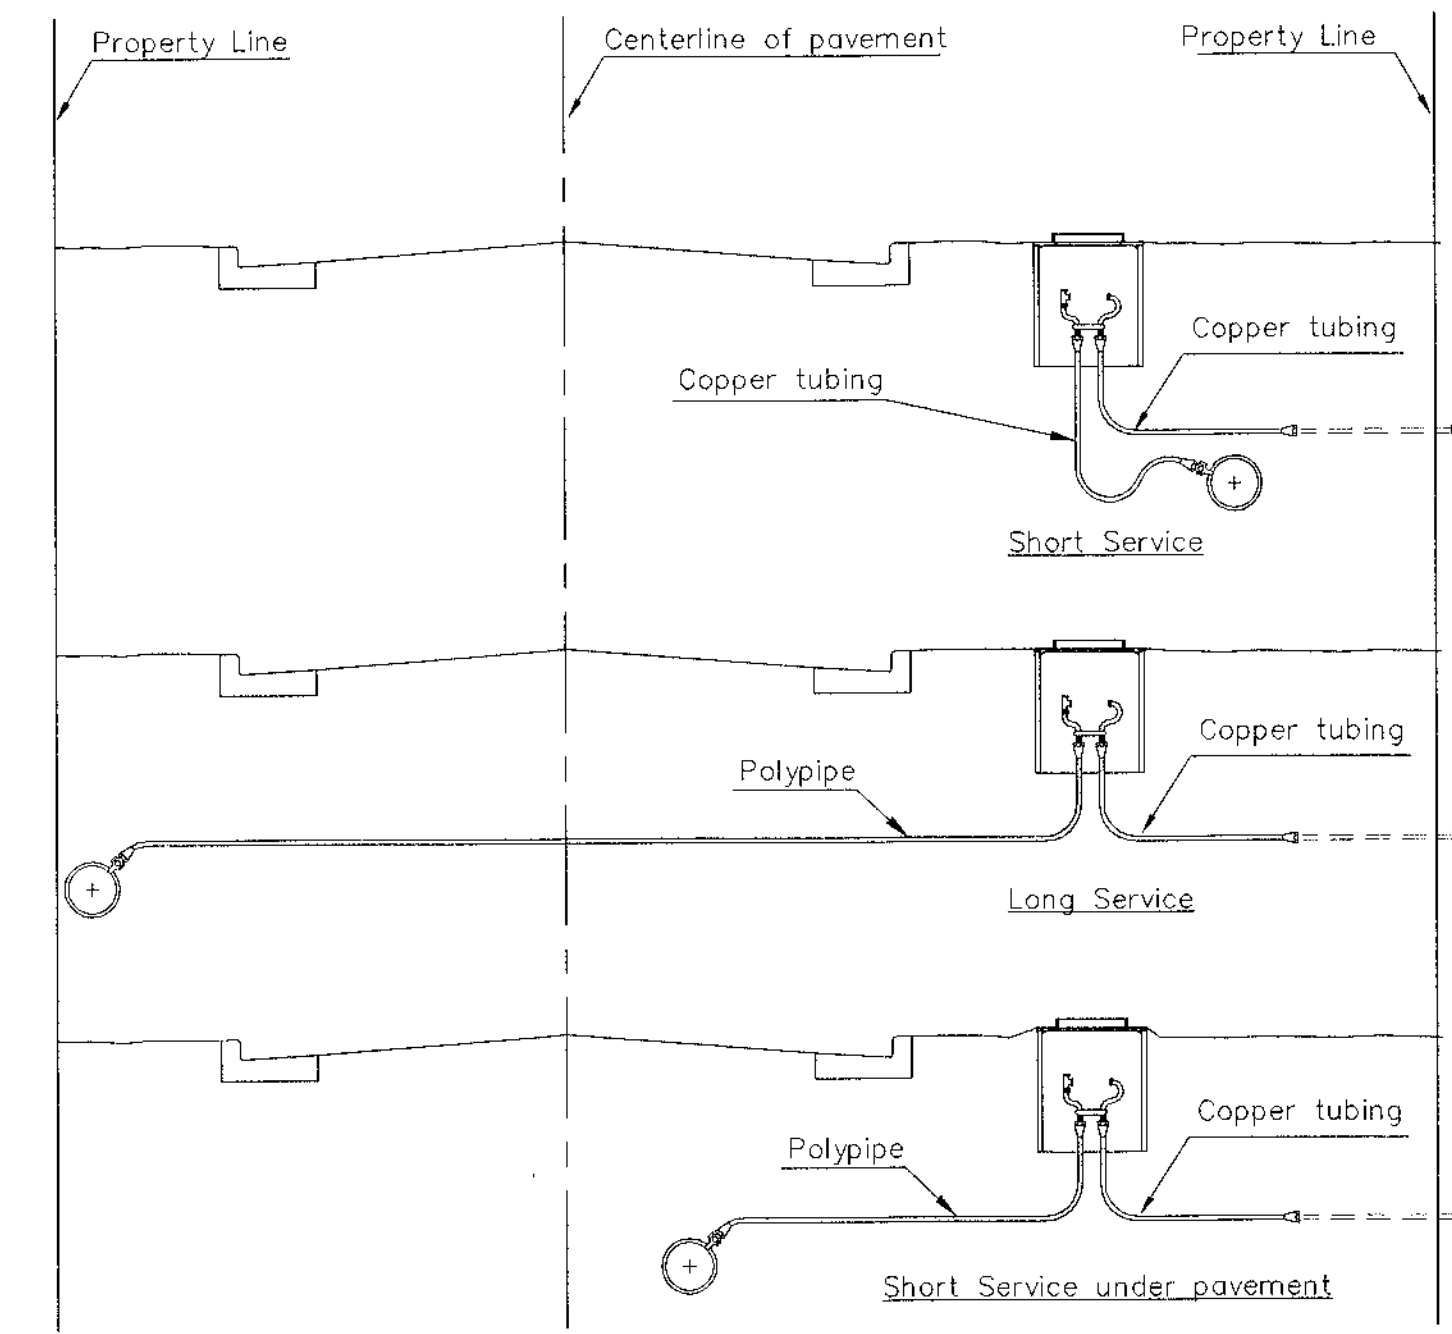 Property Line
Centerline of pavement
Property Line
Copper tubing
Copper tubing
Short Service
Copper tubing
Polypipe
Long Service
Copper tubing
Polypipe
Short Service under pavement